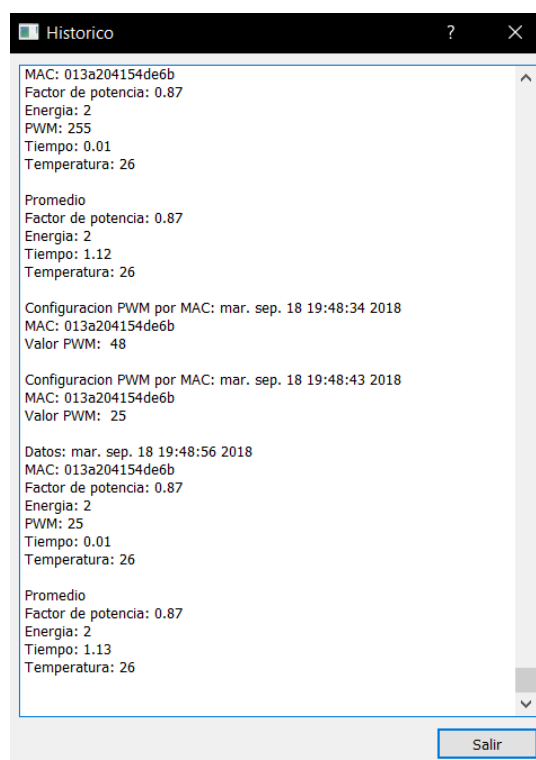 Historico
MAC: 013a204154de6b
Factor de potencia: 0.87
Energia: 2
PWM: 255
Tiempo: 0.01
Temperatura: 26
Promedio
Factor de potencia: 0.87
Energia: 2
Tiempo: 1.12
Temperatura: 26
Configuracion PWM por MAC: mar. sep. 18 19:48:34 2018
MAC: 013a204154de6b
Valor PWM:  48
Configuracion PWM por MAC: mar. sep. 18 19:48:43 2018
MAC: 013a204154de6b
Valor PWM:  25
Datos: mar. sep. 18 19:48:56 2018
MAC: 013a204154de6b
Factor de potencia: 0.87
Energia: 2
PWM: 25
Tiempo: 0.01
Temperatura: 26
Promedio
Factor de potencia: 0.87
Energia: 2
Tiempo: 1.13
Temperatura: 26
Salir